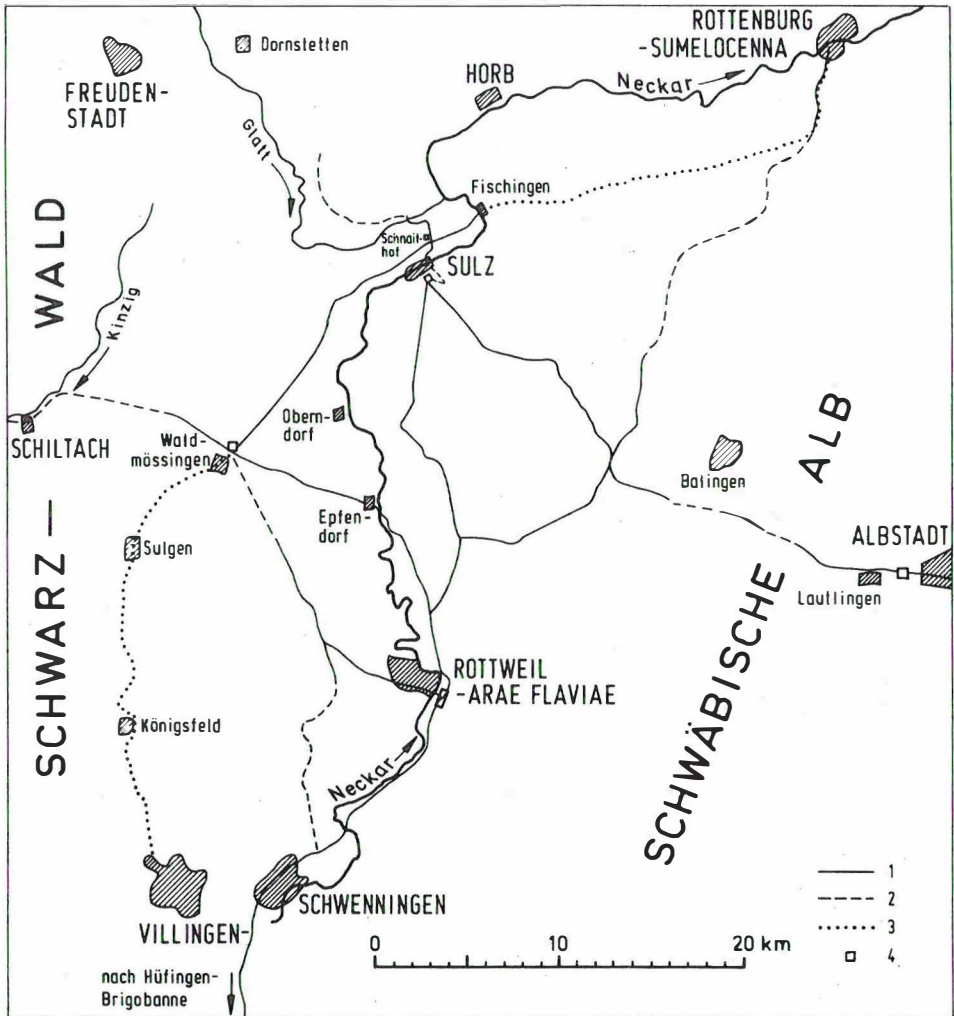 ROTTENBURG
-SUMELOCENNA
Dornstetten
FREUDEN-
STADT
HORB
Neckar
Glatt
Fischingen
Schnait-
hof
SULZ
WALD
Kinzig
SCHILTACH
Wald-
mössingen
Obern-
dorf
Epfen-
dorf
Balingen
ALB
ALBSTADT
Lautlingen
Sulgen
SCHWARZ-
SCHWÄBISCHE
ROTTWEIL
-ARAE FLAVIAE
Königsfeld
Neckar
VILLINGEN-
SCHWENNINGEN
nach Hüfingen-
Brigobanne
0 10 20 km
1
2
3
4